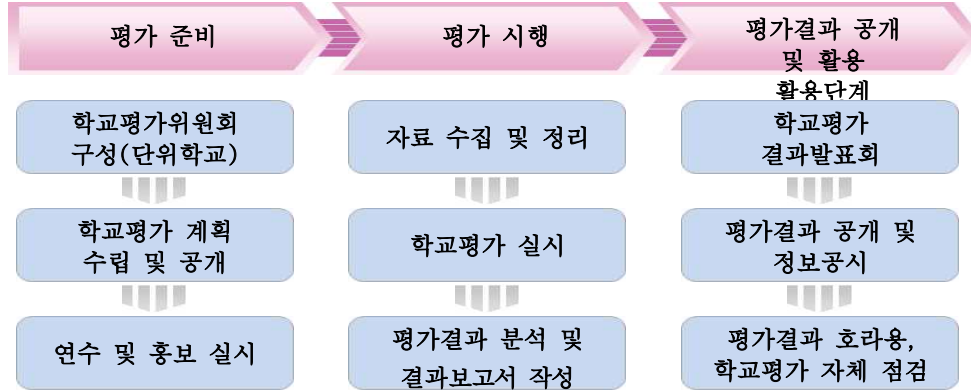 평가 준비
평가 시행
평가결과 공개
및 활용
활용단계
학교평가위원회
구성(단위학교)
자료 수집 및 정리
학교평가
결과발표회
학교평가 계획
수립 및 공개
학교평가 실시
평가결과 공개 및
정보공시
연수 및 홍보 실시
평가결과 분석 및
결과보고서 작성
평가결과 호라용,
학교평가 자체 점검